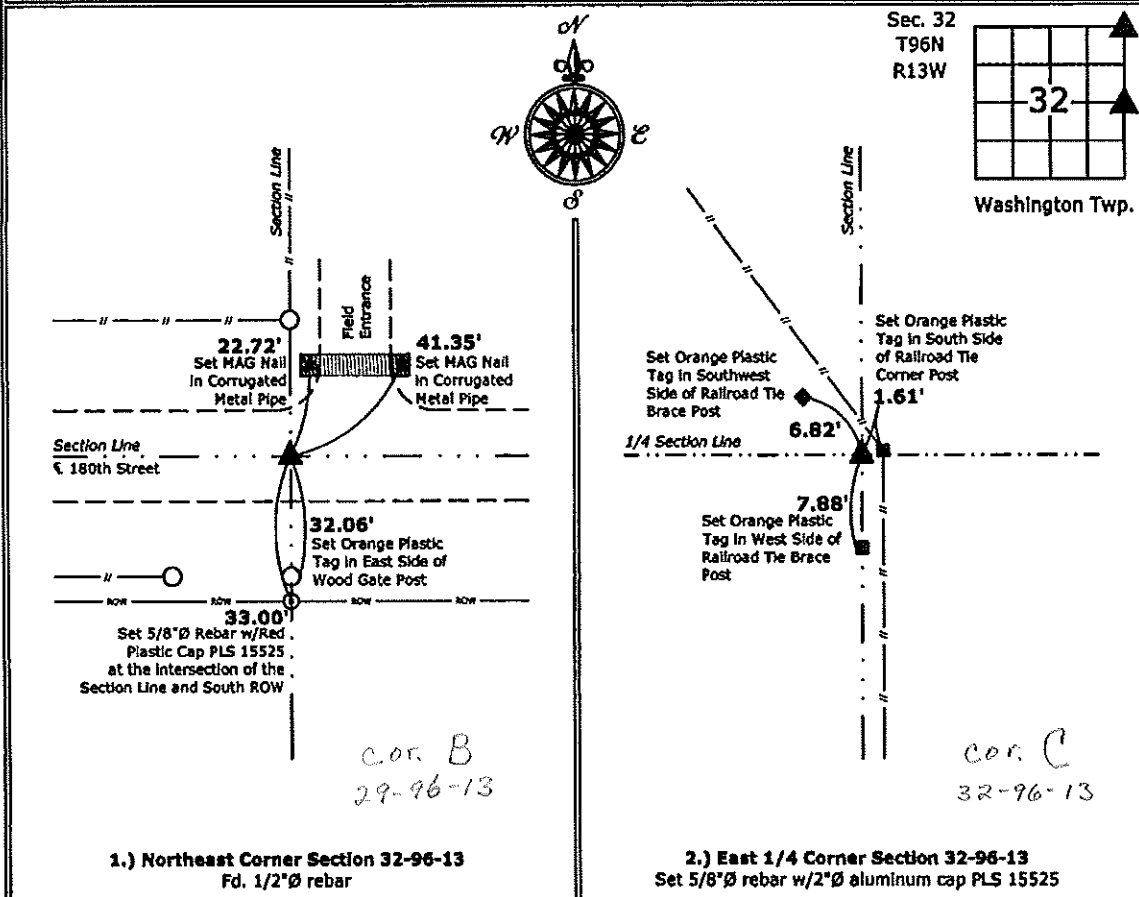 Sec. 32
T96N
R13W
32
Washington Twp.
N
W
E
S
Section Line
Field
Entrance
22.72'
Set MAG Nail
in Corrugated
Metal Pipe
41.35'
Set MAG Nail
in Corrugated
Metal Pipe
Section Line
℄ 180th Street
32.06'
Set Orange Plastic
Tag in East Side of
Wood Gate Post
ROW
ROW
ROW
ROW
33.00'
Set 5/8"Ø Rebar w/Red
Plastic Cap PLS 15525
at the intersection of the
Section Line and South ROW
cor. B
29-96-13
1.) Northeast Corner Section 32-96-13
Fd. 1/2"Ø rebar
Section Line
Set Orange Plastic
Tag in South Side
of Railroad Tie
Corner Post
1.61'
Set Orange Plastic
Tag in Southwest
Side of Railroad Tie
Brace Post
6.82'
1/4 Section Line
7.88'
Set Orange Plastic
Tag in West Side of
Railroad Tie Brace
Post
cor. C
32-96-13
2.) East 1/4 Corner Section 32-96-13
Set 5/8"Ø rebar w/2"Ø aluminum cap PLS 15525